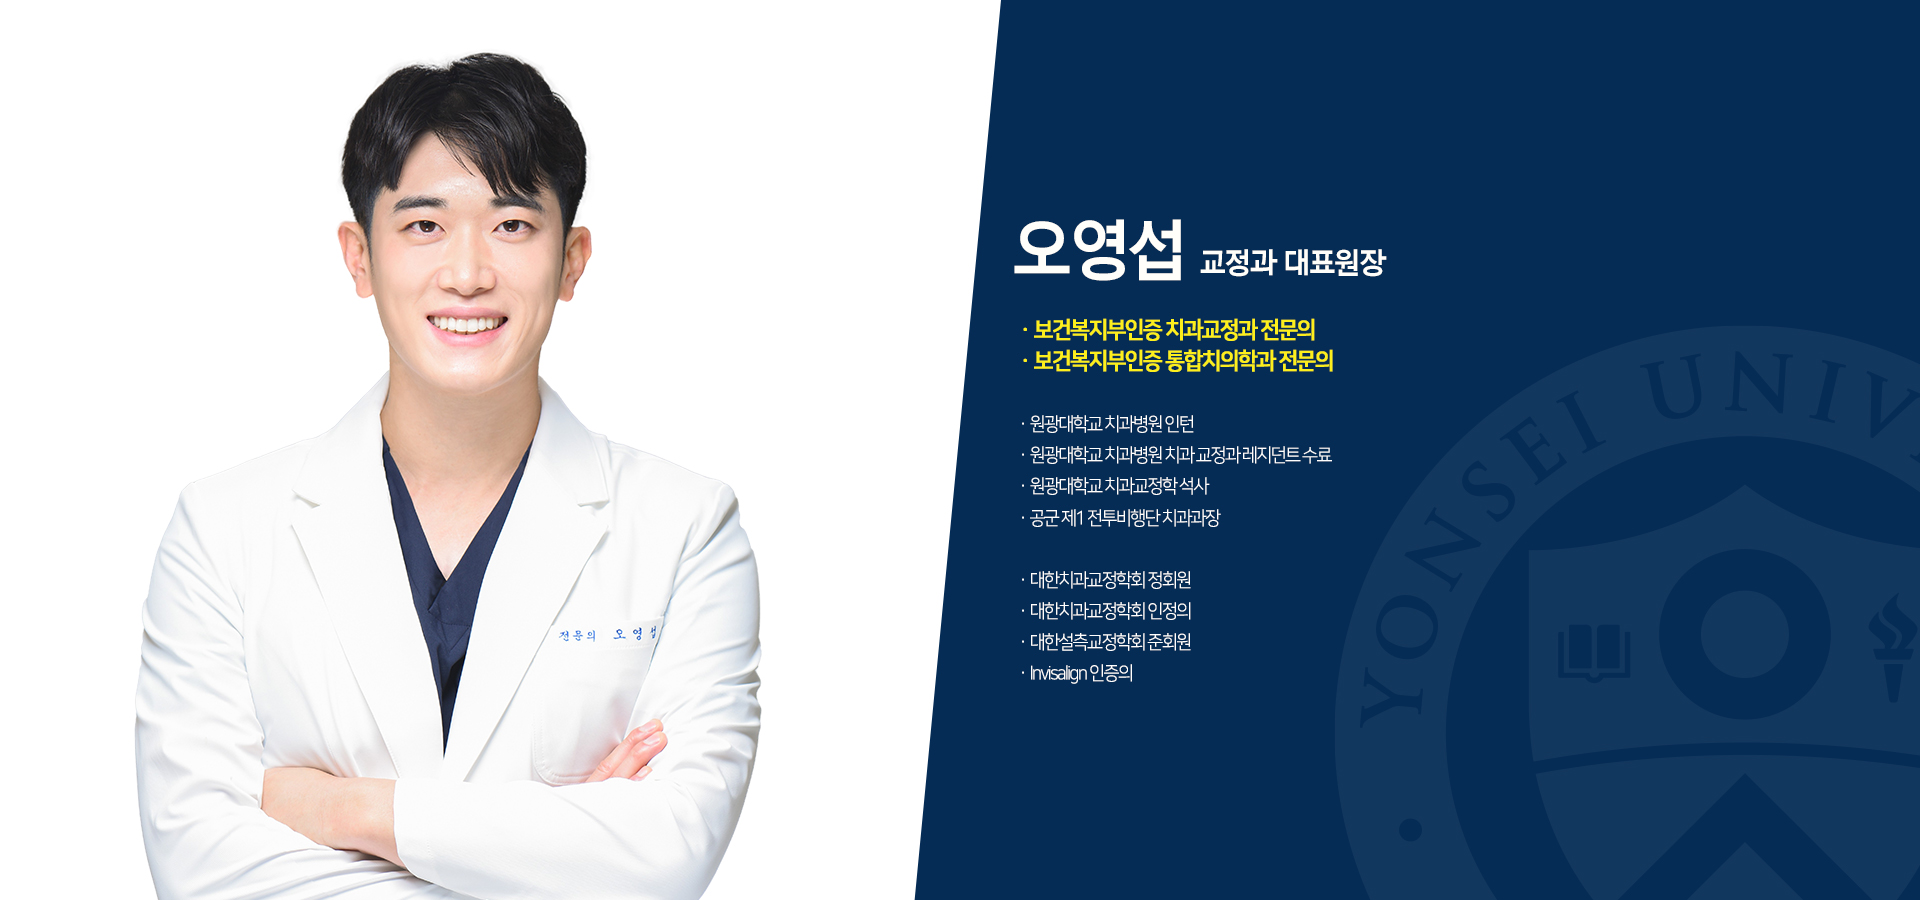 오영섭 교정과 대표원장
· 보건복지부인증 치과교정과 전문의
· 보건복지부인증 통합치의학과 전문의
· 원광대학교 치과병원 인턴
· 원광대학교 치과병원 치과 교정과 레지던트 수료
· 원광대학교 치과교정학 석사
· 공군 제1 전투비행단 치과과장
· 대한치과교정학회 정회원
· 대한치과교정학회 인정의
· 대한설측교정학회 준회원
· Invisalign 인증의
전문의 오영섭
· YONSEI UNIV